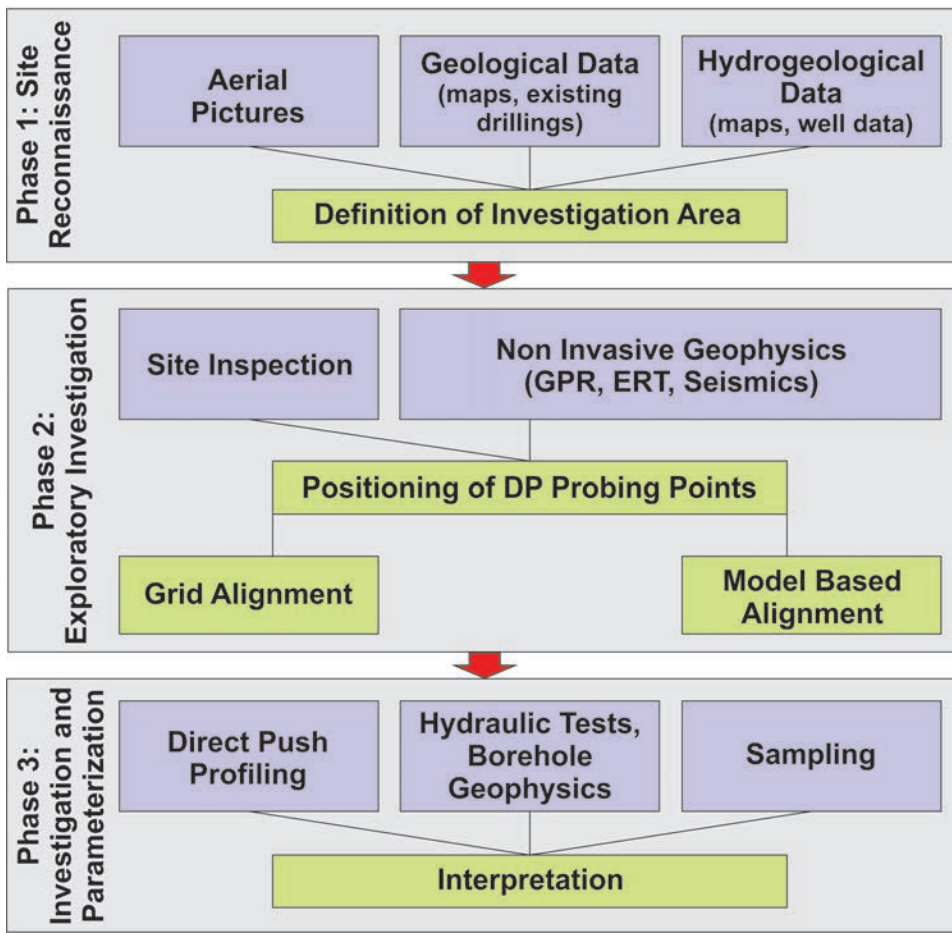 Phase 1: Site
Reconnaissance
Aerial
Pictures
Geological Data
(maps, existing
drillings)
Hydrogeological
Data
(maps, well data)
Definition of Investigation Area
Phase 2:
Exploratory Investigation
Site Inspection
Non Invasive Geophysics
(GPR, ERT, Seismics)
Positioning of DP Probing Points
Grid Alignment
Model Based
Alignment
Phase 3:
Investigation and
Parameterization
Direct Push
Profiling
Hydraulic Tests,
Borehole
Geophysics
Sampling
Interpretation